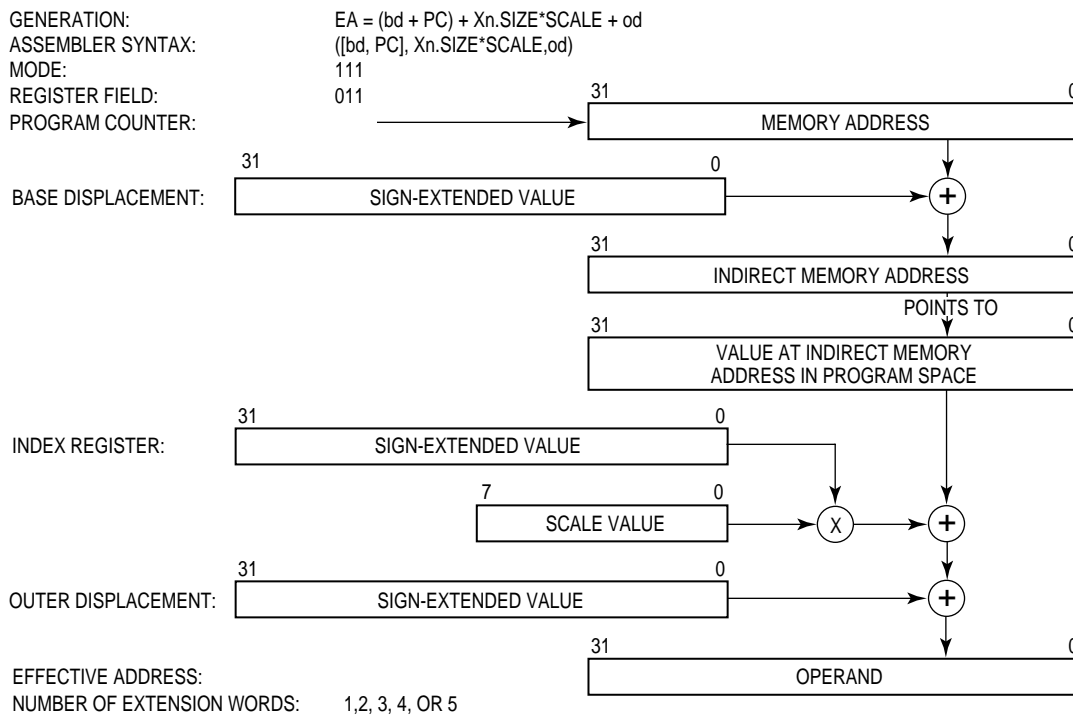 GENERATION: EA = (bd + PC) + Xn.SIZE*SCALE + od
ASSEMBLER SYNTAX: ([bd, PC], Xn.SIZE*SCALE,od)
MODE: 111
REGISTER FIELD: 011
31 0
PROGRAM COUNTER: MEMORY ADDRESS
31 0
BASE DISPLACEMENT: SIGN-EXTENDED VALUE +
31 0
INDIRECT MEMORY ADDRESS
POINTS TO
31 0
VALUE AT INDIRECT MEMORY
ADDRESS IN PROGRAM SPACE
31 0
INDEX REGISTER: SIGN-EXTENDED VALUE
7 0
SCALE VALUE X +
31 0
OUTER DISPLACEMENT: SIGN-EXTENDED VALUE +
31 0
EFFECTIVE ADDRESS: OPERAND
NUMBER OF EXTENSION WORDS: 1,2, 3, 4, OR 5